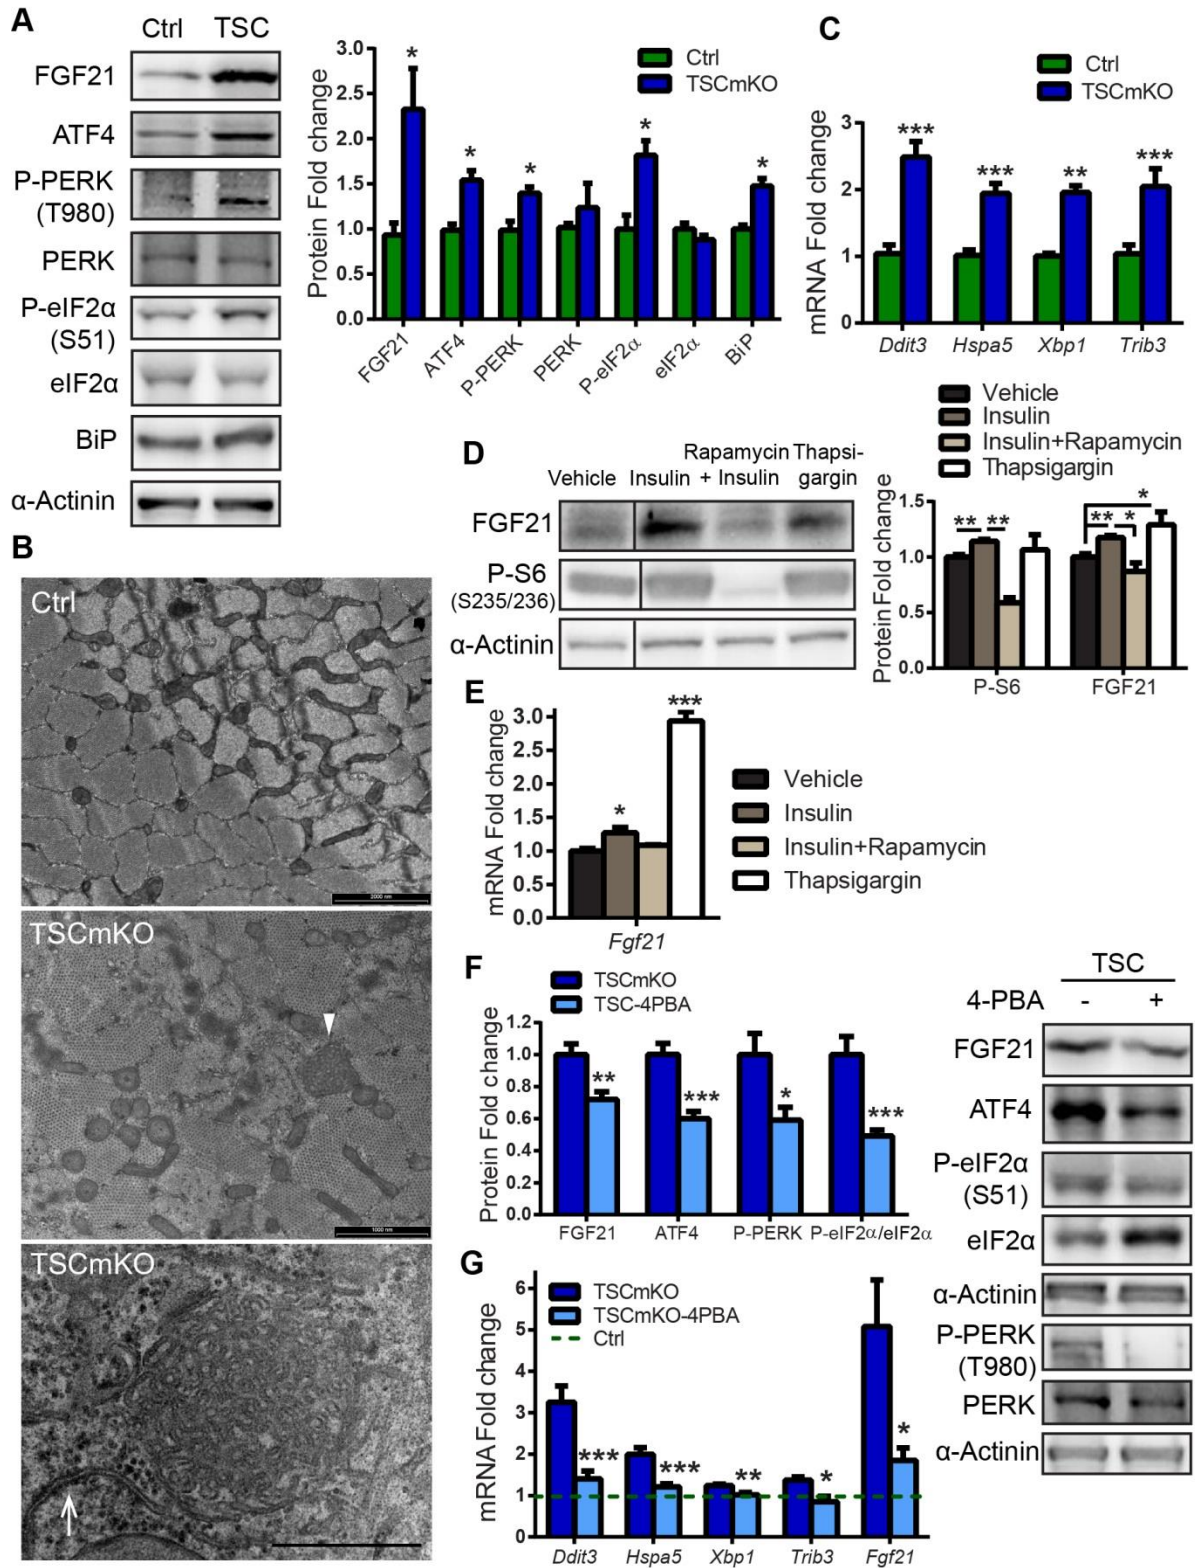 A
Ctrl TSC
FGF21
ATF4
P-PERK
(T980)
PERK
P-eIF2α
(S51)
eIF2α
BiP
α-Actinin
Protein Fold change
3.0
2.5
2.0
1.5
1.0
0.5
0.0
Ctrl
TSCmKO
* * * * *
FGF21 ATF4 P-PERK PERK P-eIF2α eIF2α BiP
C
Ctrl
TSCmKO
mRNA Fold change
3
2
1
0
*** *** ** ***
Ddit3 Hspa5 Xbp1 Trib3
B
Ctrl
2000 nm
TSCmKO
1000 nm
TSCmKO
D
Rapamycin Thapsi-
Vehicle Insulin + Insulin gargin
FGF21
P-S6
(S235/236)
α-Actinin
Vehicle
Insulin
Insulin+Rapamycin
Thapsigargin
Protein Fold change
1.5
1.0
0.5
0.0
** ** ** * *
P-S6 FGF21
E
mRNA Fold change
3.0
2.5
2.0
1.5
1.0
0.5
0.0
* ***
Fgf21
Vehicle
Insulin
Insulin+Rapamycin
Thapsigargin
F
TSCmKO
TSC-4PBA
Protein Fold change
1.2
1.0
0.8
0.6
0.4
0.2
0.0
** *** * ***
FGF21 ATF4 P-PERK P-eIF2α/eIF2α
TSC
4-PBA - +
FGF21
ATF4
P-eIF2α
(S51)
eIF2α
α-Actinin
P-PERK
(T980)
PERK
α-Actinin
G
TSCmKO
TSCmKO-4PBA
Ctrl
mRNA Fold change
6
5
4
3
2
1
0
*** *** ** * *
Ddit3 Hspa5 Xbp1 Trib3 Fgf21